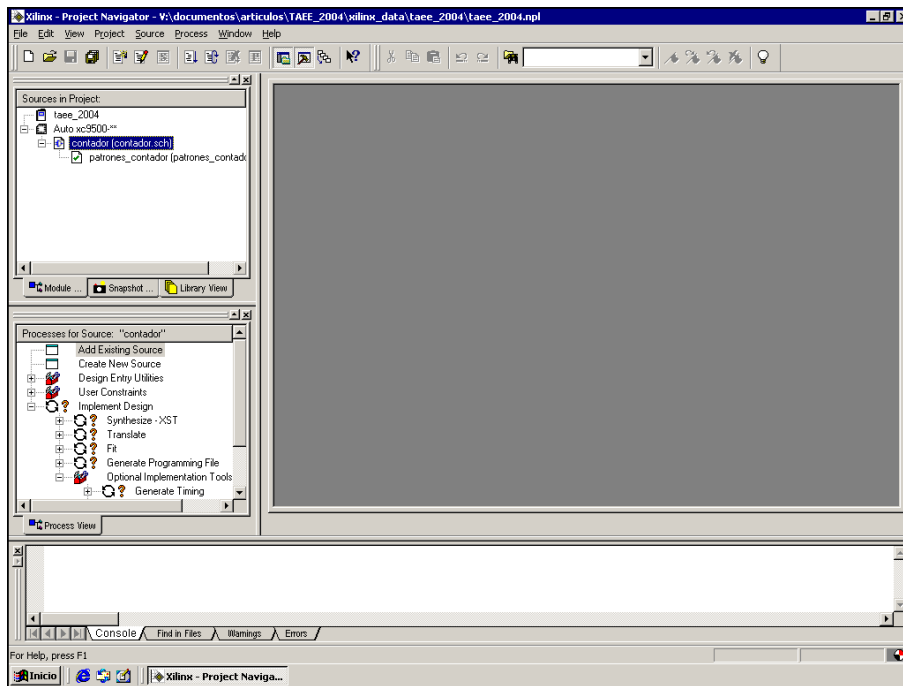 Xilinx - Project Navigator - V:\documentos\articulos\TAEE_2004\xilinx_data\taee_2004\taee_2004.npl
File Edit View Project Source Process Window Help
Sources in Project:
taee_2004
Auto xc9500-**
contador (contador.sch)
patrones_contador (patrones_contado
Module ... Snapshot ... Library View
Processes for Source: "contador"
Add Existing Source
Create New Source
Design Entry Utilities
User Constraints
Implement Design
Synthesize - XST
Translate
Fit
Generate Programming File
Optional Implementation Tools
Generate Timing
Process View
Console Find in Files Warnings Errors
For Help, press F1
Inicio Xilinx - Project Naviga...